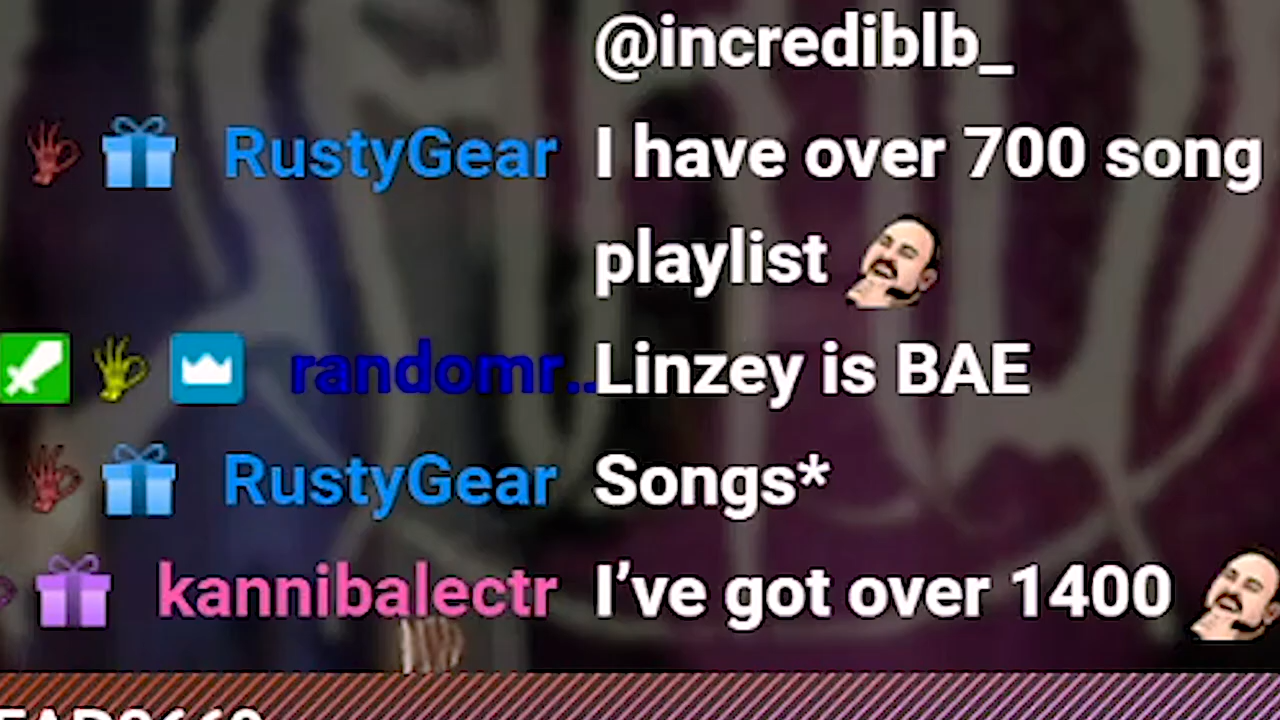 @incrediblb_
RustyGear I have over 700 song
playlist
randomr.. Linzey is BAE
RustyGear Songs*
kannibalectr I’ve got over 1400